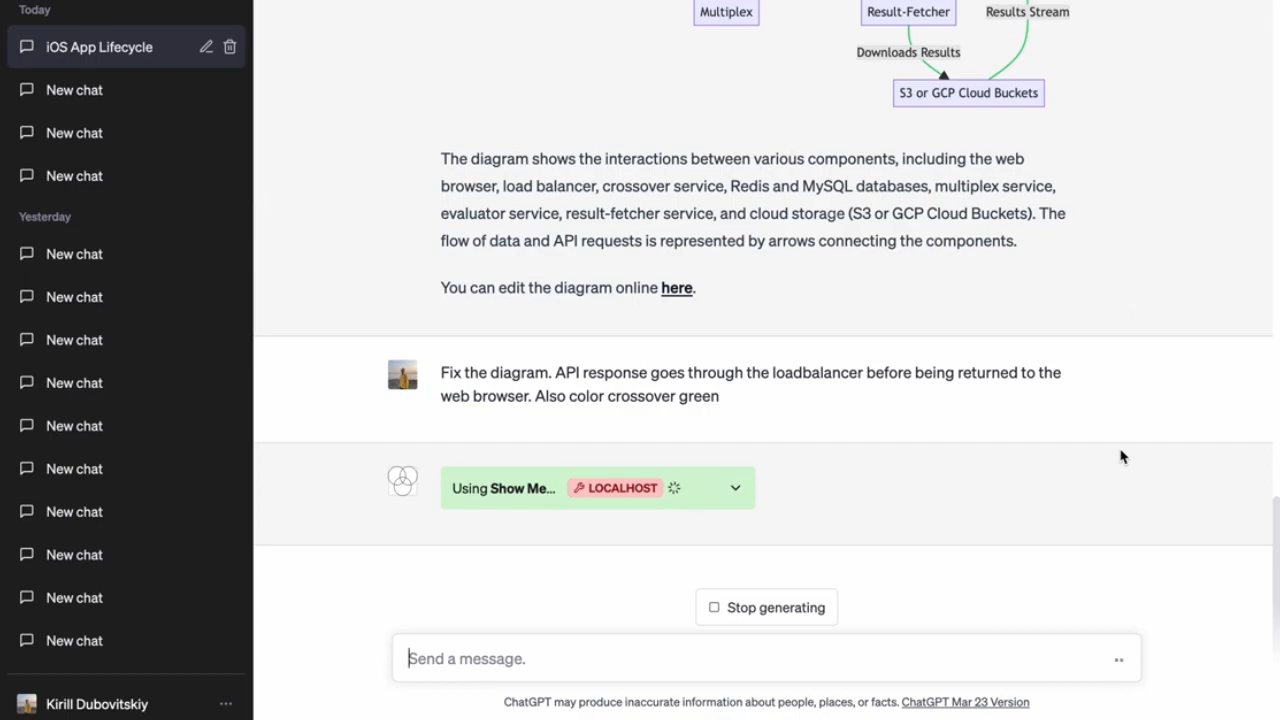 Today
iOS App Lifecycle
New chat
New chat
New chat
Yesterday
New chat
New chat
New chat
New chat
New chat
New chat
New chat
New chat
New chat
New chat
Kirill Dubovitskiy
Multiplex
Result-Fetcher
Results Stream
Downloads Results
S3 or GCP Cloud Buckets
The diagram shows the interactions between various components, including the web
browser, load balancer, crossover service, Redis and MySQL databases, multiplex service,
evaluator service, result-fetcher service, and cloud storage (S3 or GCP Cloud Buckets). The
flow of data and API requests is represented by arrows connecting the components.
You can edit the diagram online here.
Fix the diagram. API response goes through the loadbalancer before being returned to the
web browser. Also color crossover green
Using Show Me... LOCALHOST
Stop generating
Send a message.
ChatGPT may produce inaccurate information about people, places, or facts. ChatGPT Mar 23 Version